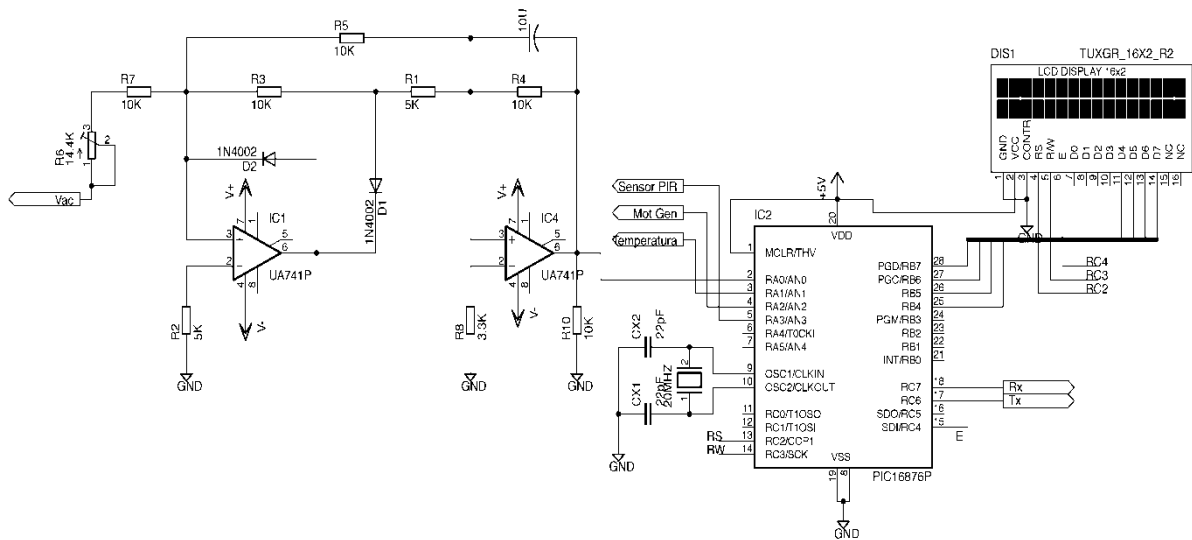 R5
10K
10U
R7
10K
R3
10K
R1
5K
R4
10K
R6
14.4K
3
2
1
Vac
1N4002
D2
1N4002
D1
V+
7
1
IC1
3
2
5
6
4
8
UA741P
V-
R2
5K
GND
V+
7
1
IC4
3
2
5
6
4
8
UA741P
V-
R8
3.3K
GND
R10
10K
GND
Sensor PIR
Mot Gen
Temperatura
+5V
IC2
20
VDD
1 MCLR/THV
2 RA0/AN0
3 RA1/AN1
4 RA2/AN2
5 RA3/AN3
6 RA4/T0CKI
7 RA5/AN4
9 OSC1/CLKIN
10 OSC2/CLKOUT
11 RC0/T1OSO
12 RC1/T1OSI
RS 13 RC2/CCP1
RW 14 RC3/SCK
PGD/RB7 28
PGC/RB6 27
RB5 26
RB4 25
PGM/RB3 24
RB2 23
RB1 22
INT/RB0 21
RC7 18 Rx
RC6 17 Tx
SDO/RC5 16
SDI/RC4 15 E
VSS
19 8
PIC16876P
GND
CX2
22pF
CX1
22pF
20MHZ
2
1
GND
DIS1
TUXGR_16X2_R2
LCD DISPLAY 16x2
GND
VCC
CONTR
RS
R/W
E
D0
D1
D2
D3
D4
D5
D6
D7
NC
NC
1 2 3 4 5 6 7 8 9 10 11 12 13 14 15 16
GND
RC4
RC3
RC2